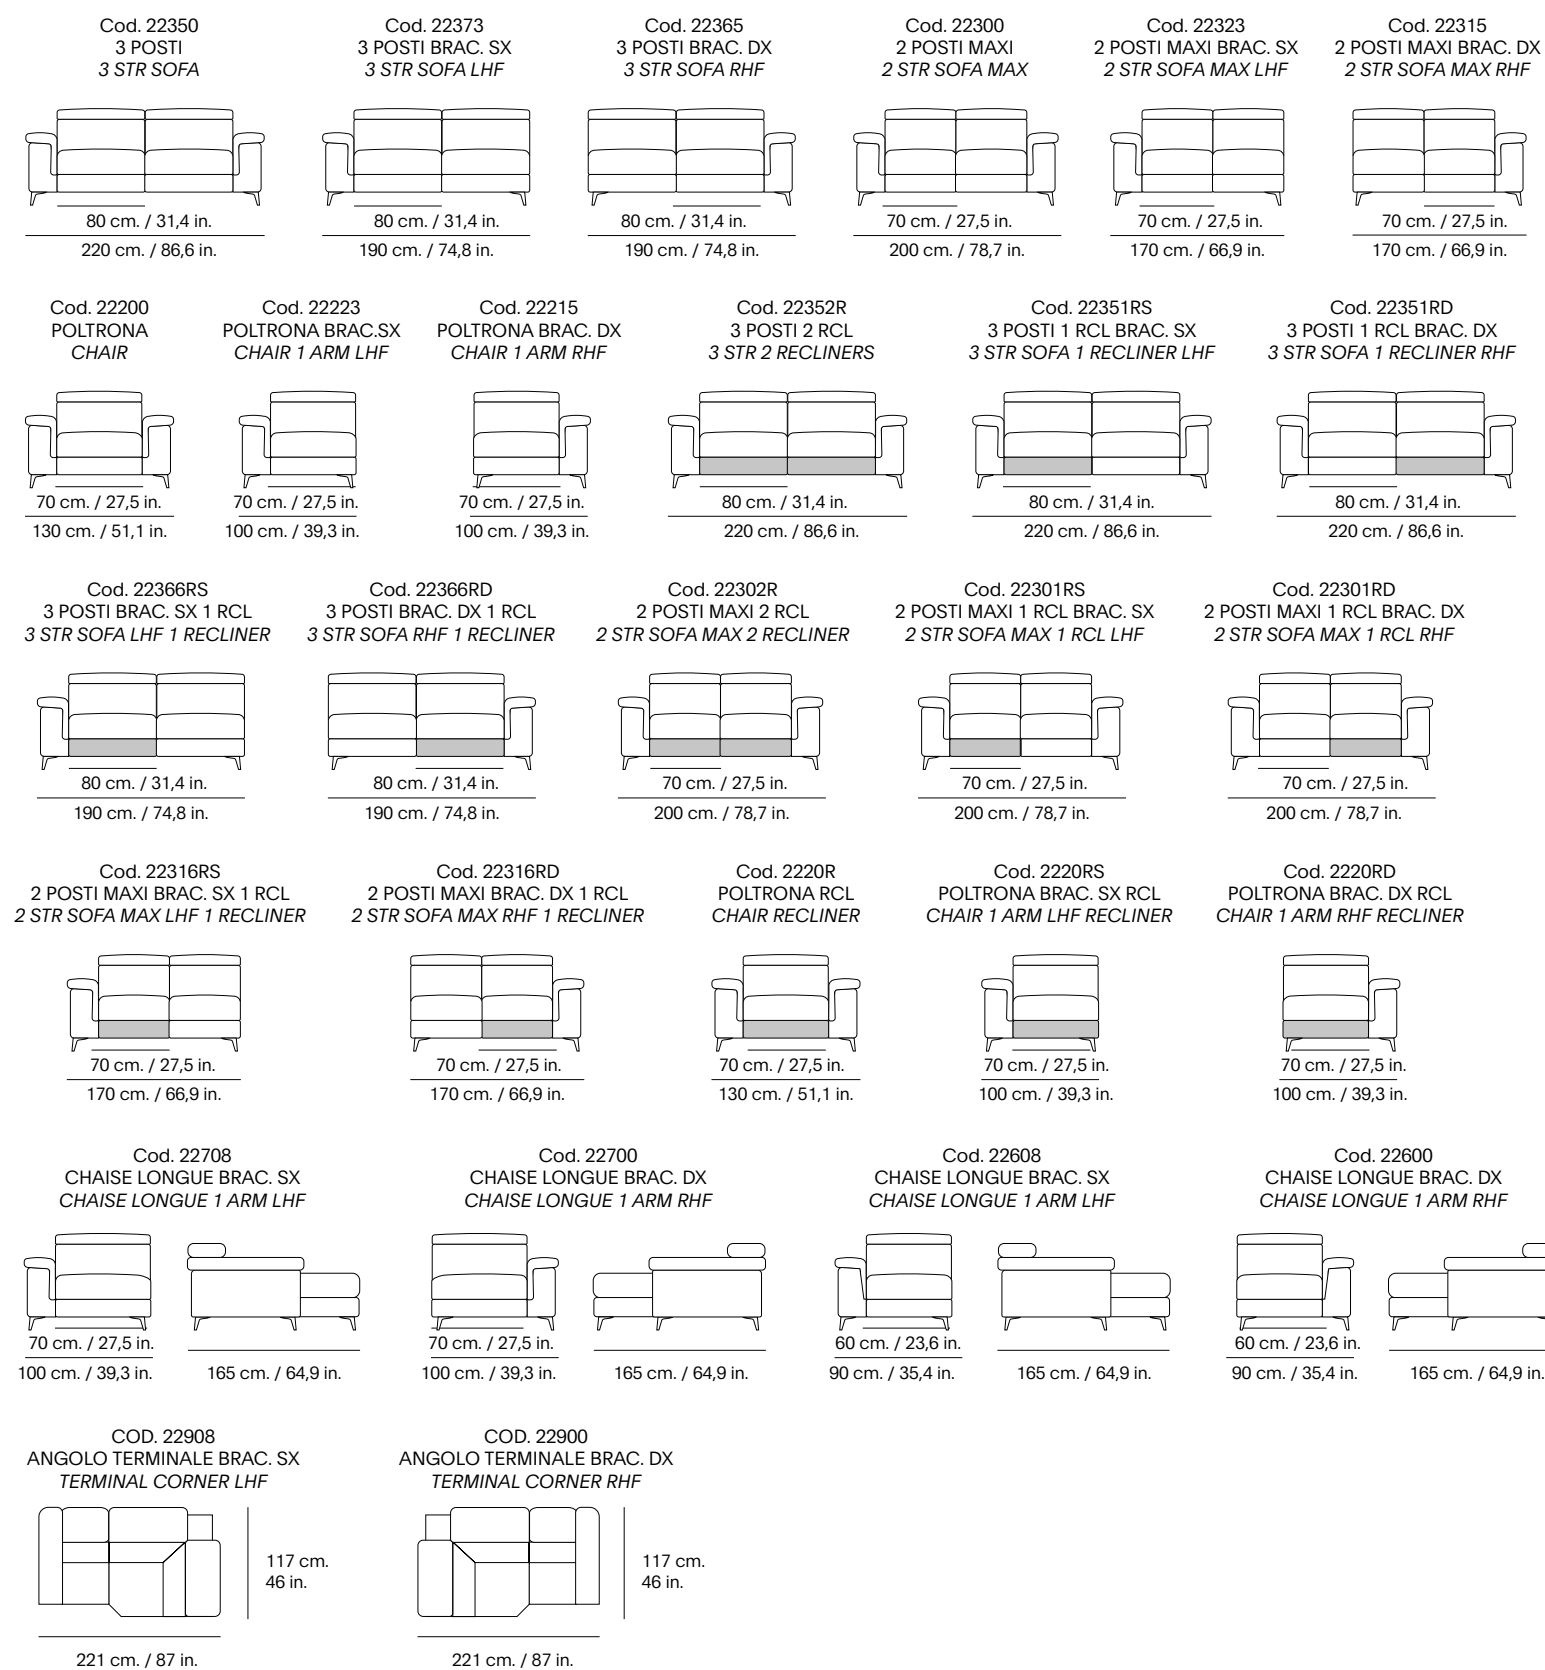 Cod. 22350
3 POSTI
3 STR SOFA
80 cm. / 31,4 in.
220 cm. / 86,6 in.
Cod. 22373
3 POSTI BRAC. SX
3 STR SOFA LHF
80 cm. / 31,4 in.
190 cm. / 74,8 in.
Cod. 22365
3 POSTI BRAC. DX
3 STR SOFA RHF
80 cm. / 31,4 in.
190 cm. / 74,8 in.
Cod. 22300
2 POSTI MAXI
2 STR SOFA MAX
70 cm. / 27,5 in.
200 cm. / 78,7 in.
Cod. 22323
2 POSTI MAXI BRAC. SX
2 STR SOFA MAX LHF
70 cm. / 27,5 in.
170 cm. / 66,9 in.
Cod. 22315
2 POSTI MAXI BRAC. DX
2 STR SOFA MAX RHF
70 cm. / 27,5 in.
170 cm. / 66,9 in.
Cod. 22200
POLTRONA
CHAIR
70 cm. / 27,5 in.
130 cm. / 51,1 in.
Cod. 22223
POLTRONA BRAC.SX
CHAIR 1 ARM LHF
70 cm. / 27,5 in.
100 cm. / 39,3 in.
Cod. 22215
POLTRONA BRAC. DX
CHAIR 1 ARM RHF
70 cm. / 27,5 in.
100 cm. / 39,3 in.
Cod. 22352R
3 POSTI 2 RCL
3 STR 2 RECLINERS
80 cm. / 31,4 in.
220 cm. / 86,6 in.
Cod. 22351RS
3 POSTI 1 RCL BRAC. SX
3 STR SOFA 1 RECLINER LHF
80 cm. / 31,4 in.
220 cm. / 86,6 in.
Cod. 22351RD
3 POSTI 1 RCL BRAC. DX
3 STR SOFA 1 RECLINER RHF
80 cm. / 31,4 in.
220 cm. / 86,6 in.
Cod. 22366RS
3 POSTI BRAC. SX 1 RCL
3 STR SOFA LHF 1 RECLINER
80 cm. / 31,4 in.
190 cm. / 74,8 in.
Cod. 22366RD
3 POSTI BRAC. DX 1 RCL
3 STR SOFA RHF 1 RECLINER
80 cm. / 31,4 in.
190 cm. / 74,8 in.
Cod. 22302R
2 POSTI MAXI 2 RCL
2 STR SOFA MAX 2 RECLINER
70 cm. / 27,5 in.
200 cm. / 78,7 in.
Cod. 22301RS
2 POSTI MAXI 1 RCL BRAC. SX
2 STR SOFA MAX 1 RCL LHF
70 cm. / 27,5 in.
200 cm. / 78,7 in.
Cod. 22301RD
2 POSTI MAXI 1 RCL BRAC. DX
2 STR SOFA MAX 1 RCL RHF
70 cm. / 27,5 in.
200 cm. / 78,7 in.
Cod. 22316RS
2 POSTI MAXI BRAC. SX 1 RCL
2 STR SOFA MAX LHF 1 RECLINER
70 cm. / 27,5 in.
170 cm. / 66,9 in.
Cod. 22316RD
2 POSTI MAXI BRAC. DX 1 RCL
2 STR SOFA MAX RHF 1 RECLINER
70 cm. / 27,5 in.
170 cm. / 66,9 in.
Cod. 2220R
POLTRONA RCL
CHAIR RECLINER
70 cm. / 27,5 in.
130 cm. / 51,1 in.
Cod. 2220RS
POLTRONA BRAC. SX RCL
CHAIR 1 ARM LHF RECLINER
70 cm. / 27,5 in.
100 cm. / 39,3 in.
Cod. 2220RD
POLTRONA BRAC. DX RCL
CHAIR 1 ARM RHF RECLINER
70 cm. / 27,5 in.
100 cm. / 39,3 in.
Cod. 22708
CHAISE LONGUE BRAC. SX
CHAISE LONGUE 1 ARM LHF
70 cm. / 27,5 in.
100 cm. / 39,3 in.
165 cm. / 64,9 in.
Cod. 22700
CHAISE LONGUE BRAC. DX
CHAISE LONGUE 1 ARM RHF
70 cm. / 27,5 in.
100 cm. / 39,3 in.
165 cm. / 64,9 in.
Cod. 22608
CHAISE LONGUE BRAC. SX
CHAISE LONGUE 1 ARM LHF
60 cm. / 23,6 in.
90 cm. / 35,4 in.
165 cm. / 64,9 in.
Cod. 22600
CHAISE LONGUE BRAC. DX
CHAISE LONGUE 1 ARM RHF
60 cm. / 23,6 in.
90 cm. / 35,4 in.
165 cm. / 64,9 in.
COD. 22908
ANGOLO TERMINALE BRAC. SX
TERMINAL CORNER LHF
117 cm.
46 in.
221 cm. / 87 in.
COD. 22900
ANGOLO TERMINALE BRAC. DX
TERMINAL CORNER RHF
117 cm.
46 in.
221 cm. / 87 in.